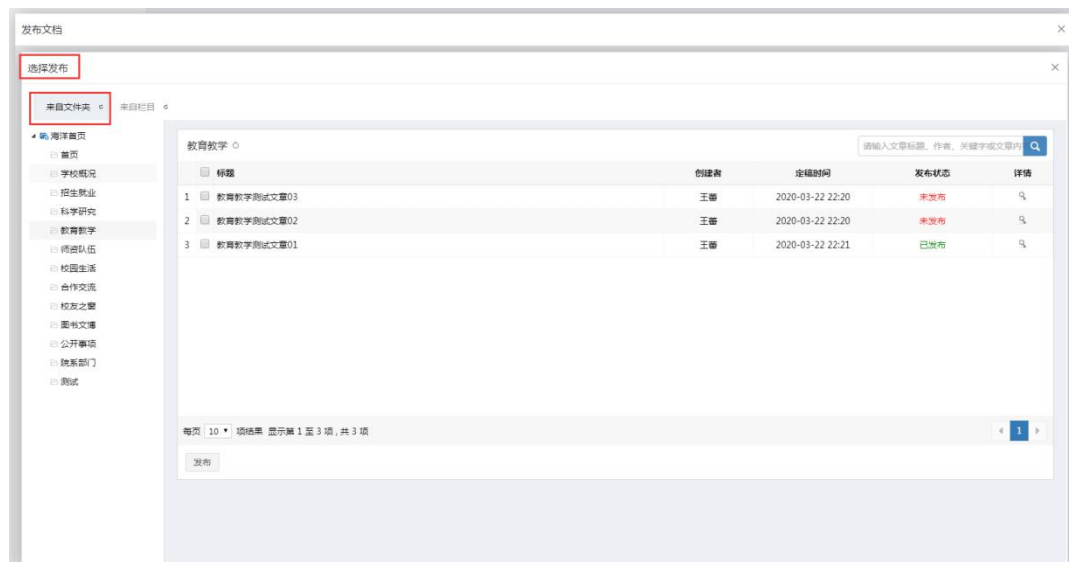 发布文档
选择发布
来自文件夹 来自栏目
海洋首页
首页
学校概况
招生就业
科学研究
教育教学
师资队伍
校园生活
合作交流
校友之窗
图书文博
公开事项
院系部门
测试
教育教学
请输入文章标题、作者、关键字或文章内
标题 创建者 定稿时间 发布状态 详情
1 教育教学测试文章03 王蕾 2020-03-22 22:20 未发布
2 教育教学测试文章02 王蕾 2020-03-22 22:20 未发布
3 教育教学测试文章01 王蕾 2020-03-22 22:21 已发布
每页 10 项结果 显示第 1 至 3 项 , 共 3 项
1
发布